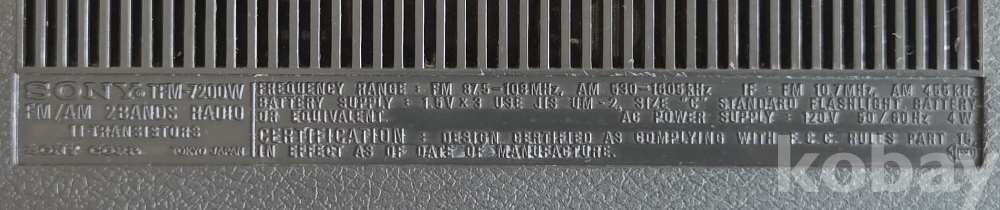 SONY TFM-7200W
FM/AM 2BANDS RADIO
11-TRANSISTORS
SONY CORP. TOKYO JAPAN
FREQUENCY RANGE : FM 87.5-108MHz, AM 530-1605KHz IF : FM 10.7MHz, AM 455KHz
BATTERY SUPPLY : 1.5V×3 USE JIS UM-2, SIZE "C" STANDARD FLASHLIGHT, BATTERY
OR EQUIVALENT. AC POWER SUPPLY : 120V 50/60Hz 4W
CERTIFICATION : DESIGN CERTIFIED AS COMPLYING WITH F.C.C. RULES PART 15,
IN EFFECT AS OF DATE OF MANUFACTURE.
kobay